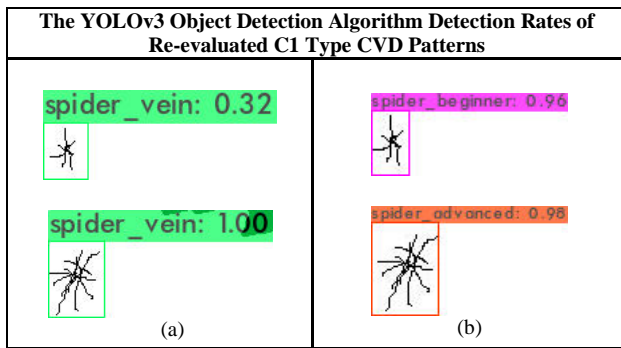 The YOLOv3 Object Detection Algorithm Detection Rates of
Re-evaluated C1 Type CVD Patterns
spider_vein: 0.32
spider_vein: 1.00
(a)
spider_beginner: 0.96
spider_advanced: 0.98
(b)